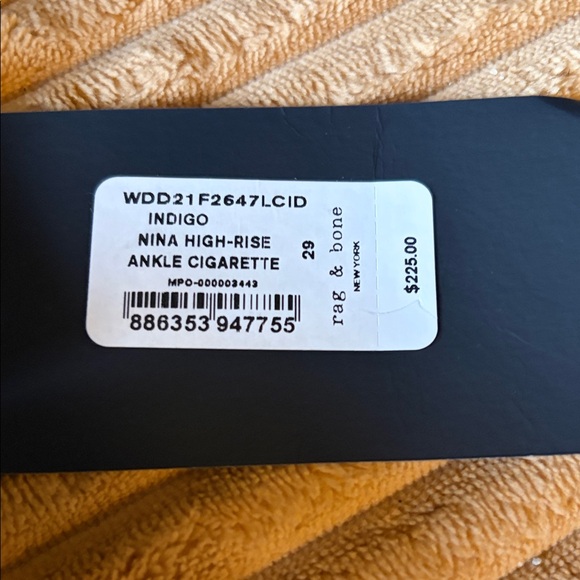 WDD21F2647LCID
INDIGO
NINA HIGH-RISE
ANKLE CIGARETTE
MPO-000003443
886353 947755
29
rag & bone
NEW YORK
$225.00